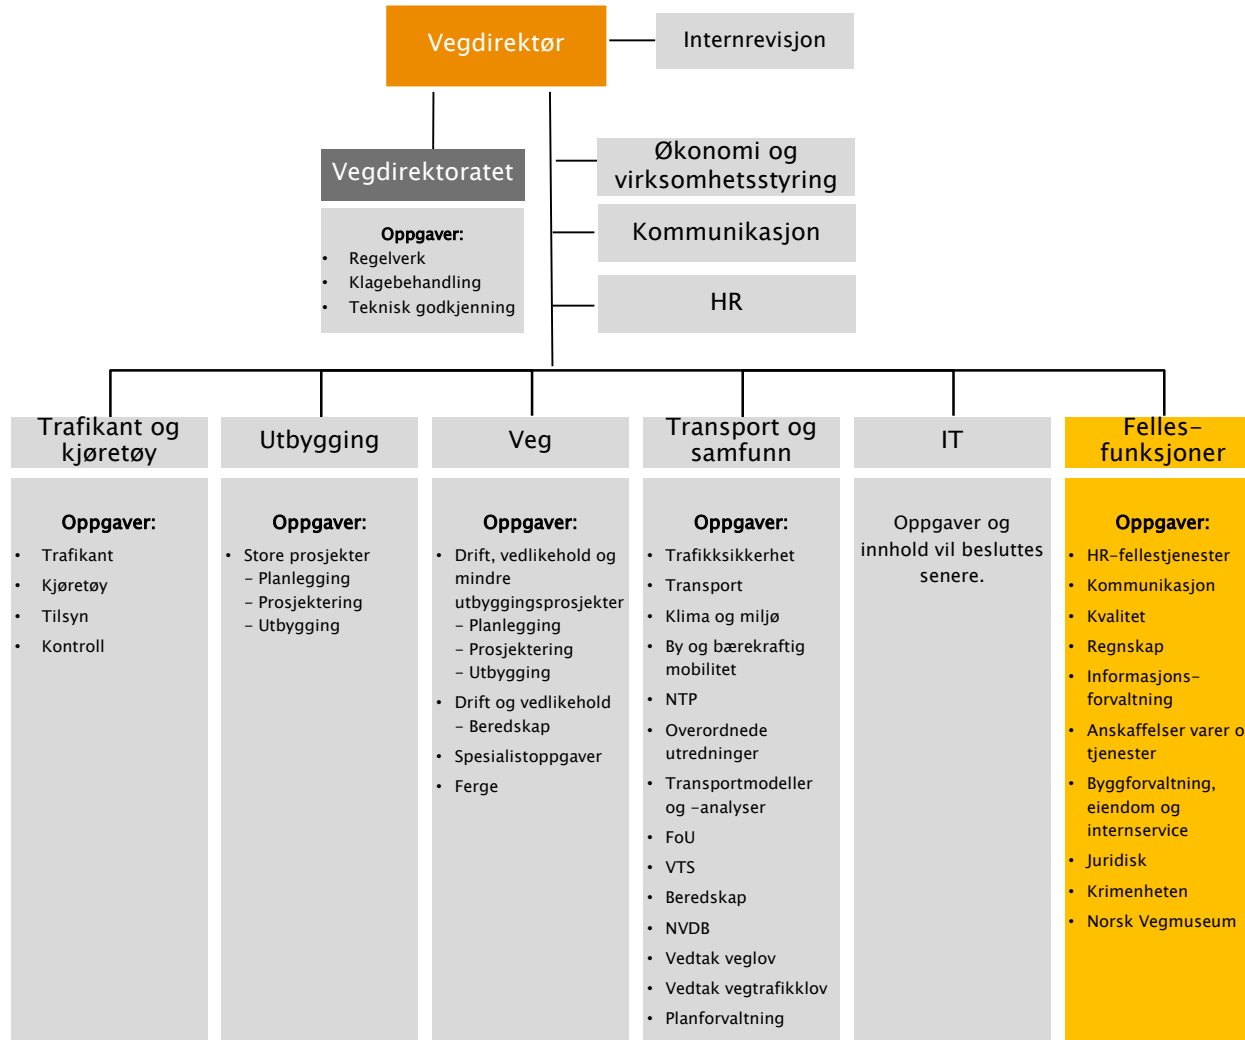 Vegdirektør
Internrevisjon
Vegdirektoratet
Oppgaver:
• Regelverk
• Klagebehandling
• Teknisk godkjenning
Økonomi og
virksomhetsstyring
Kommunikasjon
HR
Trafikant og
kjøretøy
Oppgaver:
• Trafikant
• Kjøretøy
• Tilsyn
• Kontroll
Utbygging
Oppgaver:
• Store prosjekter
– Planlegging
– Prosjektering
– Utbygging
Veg
Oppgaver:
• Drift, vedlikehold og
mindre
utbyggingsprosjekter
– Planlegging
– Prosjektering
– Utbygging
• Drift og vedlikehold
– Beredskap
• Spesialistoppgaver
• Ferge
Transport og
samfunn
Oppgaver:
• Trafikksikkerhet
• Transport
• Klima og miljø
• By og bærekraftig
mobilitet
• NTP
• Overordnede
utredninger
• Transportmodeller
og –analyser
• FoU
• VTS
• Beredskap
• NVDB
• Vedtak veglov
• Vedtak vegtrafikklov
• Planforvaltning
IT
Oppgaver og
innhold vil besluttes
senere.
Felles–
funksjoner
Oppgaver:
• HR–fellestjenester
• Kommunikasjon
• Kvalitet
• Regnskap
• Informasjons–
forvaltning
• Anskaffelser varer o
tjenester
• Byggforvaltning,
eiendom og
internservice
• Juridisk
• Krimenheten
• Norsk Vegmuseum